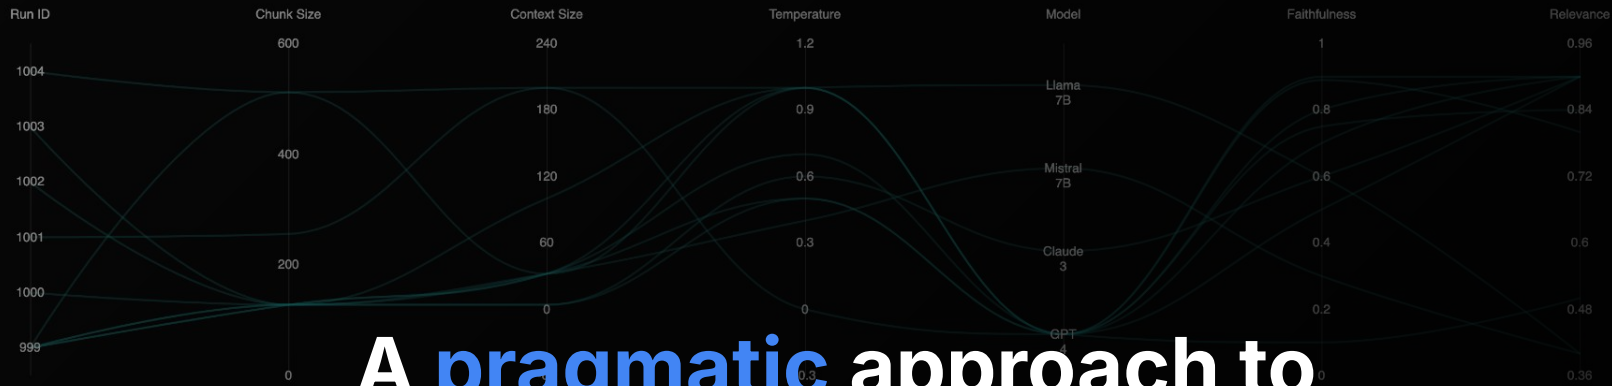 Run ID Chunk Size Context Size Temperature Model Faithfulness Relevance
600 240 1.2 1 0.96
1004 Llama
7B
180 0.9 0.8 0.84
1003
400
Mistral
1002 120 0.6 7B 0.6 0.72
1001 60 0.3 0.4 0.6
Claude
200 3
1000
0 0 0.2 0.48
GPT
999 4
0 0.3 0 0.36
A pragmatic approach to